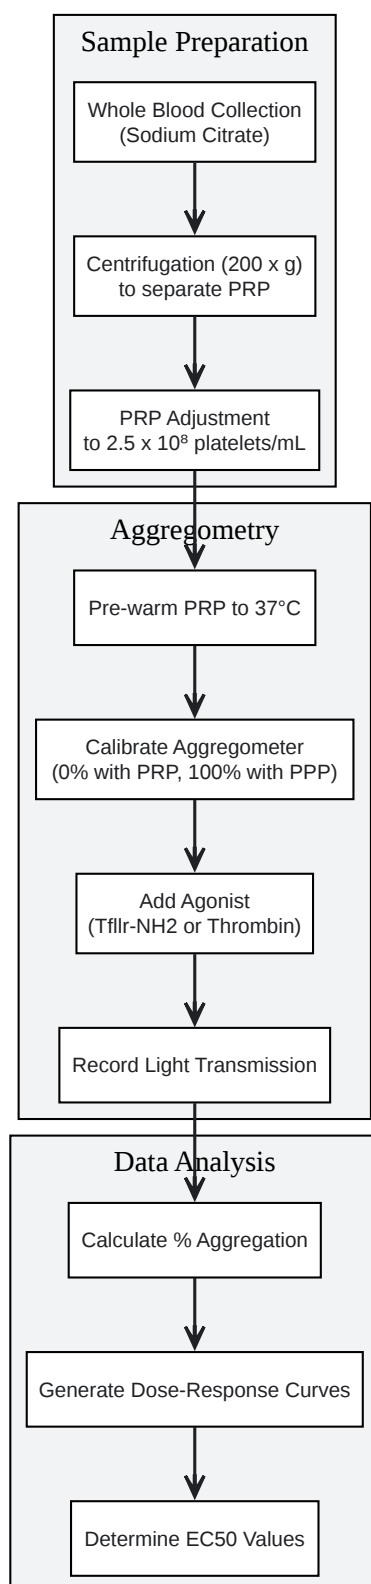 Sample Preparation
Whole Blood Collection
(Sodium Citrate)
Centrifugation (200 x g)
to separate PRP
PRP Adjustment
to 2.5 x 10⁸ platelets/mL
Aggregometry
Pre-warm PRP to 37°C
Calibrate Aggregometer
(0% with PRP, 100% with PPP)
Add Agonist
(Tfllr-NH2 or Thrombin)
Record Light Transmission
Data Analysis
Calculate % Aggregation
Generate Dose-Response Curves
Determine EC50 Values